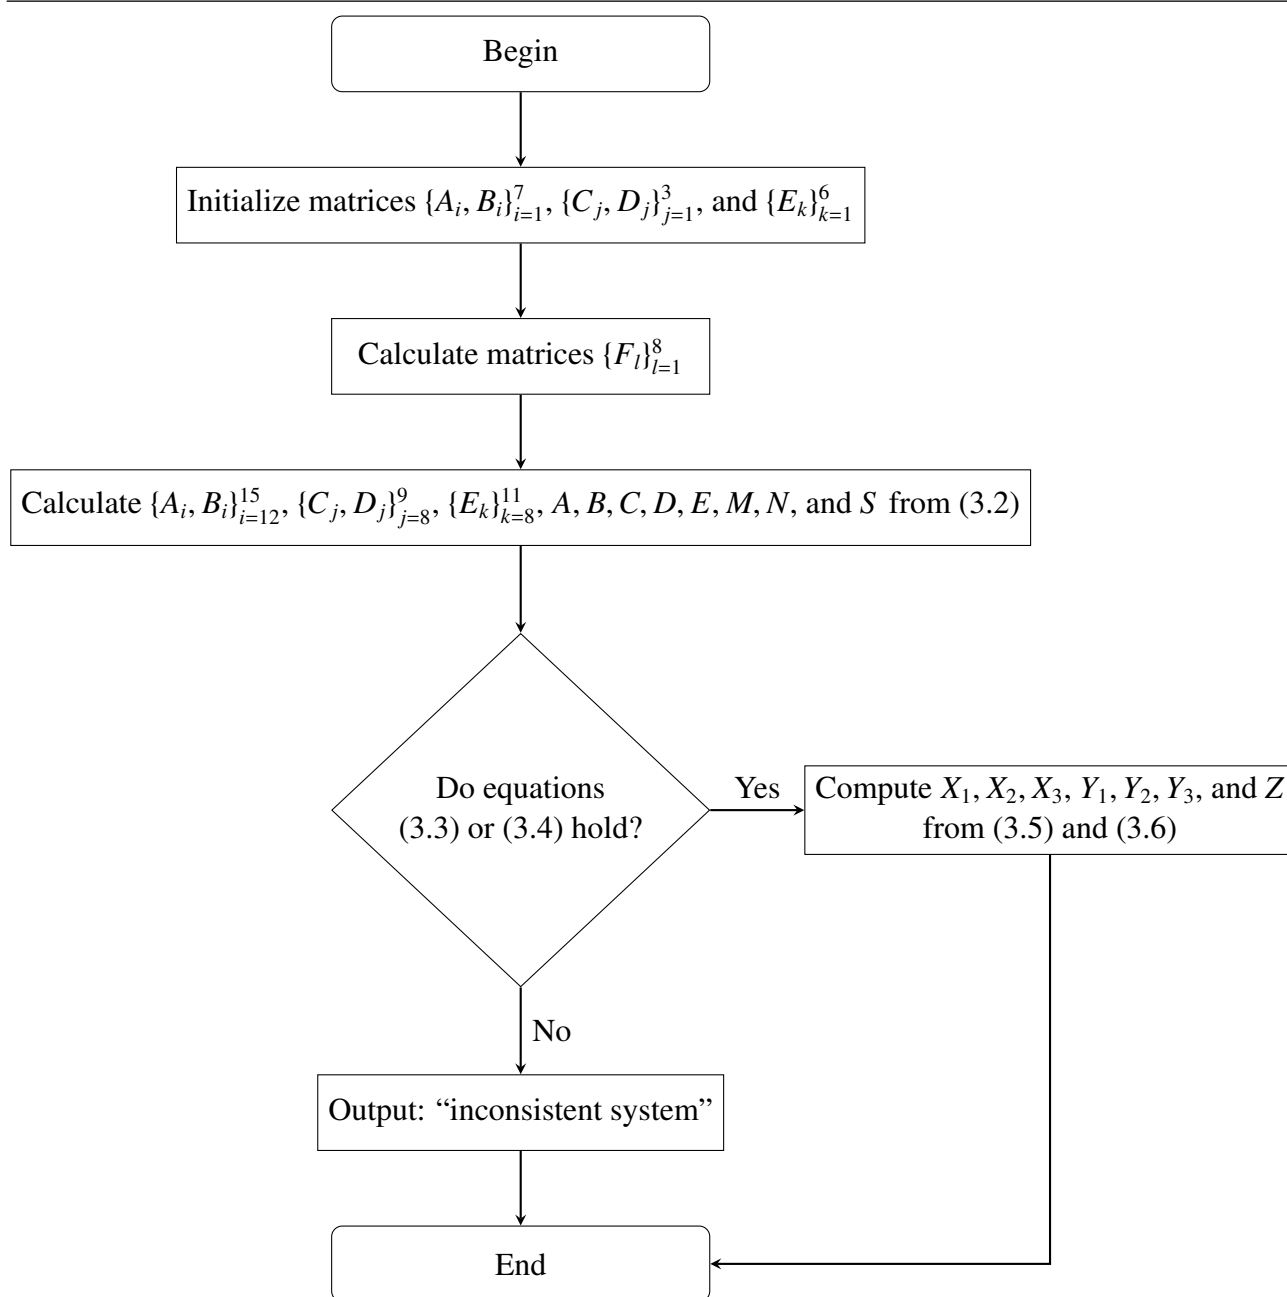 Begin
Initialize matrices $\{A_i, B_i\}_{i=1}^{7}$, $\{C_j, D_j\}_{j=1}^{3}$, and $\{E_k\}_{k=1}^{6}$
Calculate matrices $\{F_l\}_{l=1}^{8}$
Calculate $\{A_i, B_i\}_{i=12}^{15}$, $\{C_j, D_j\}_{j=8}^{9}$, $\{E_k\}_{k=8}^{11}$, $A, B, C, D, E, M, N$, and $S$ from (3.2)
Do equations
(3.3) or (3.4) hold?
Yes
Compute $X_1, X_2, X_3, Y_1, Y_2, Y_3$, and $Z$
from (3.5) and (3.6)
No
Output: “inconsistent system”
End